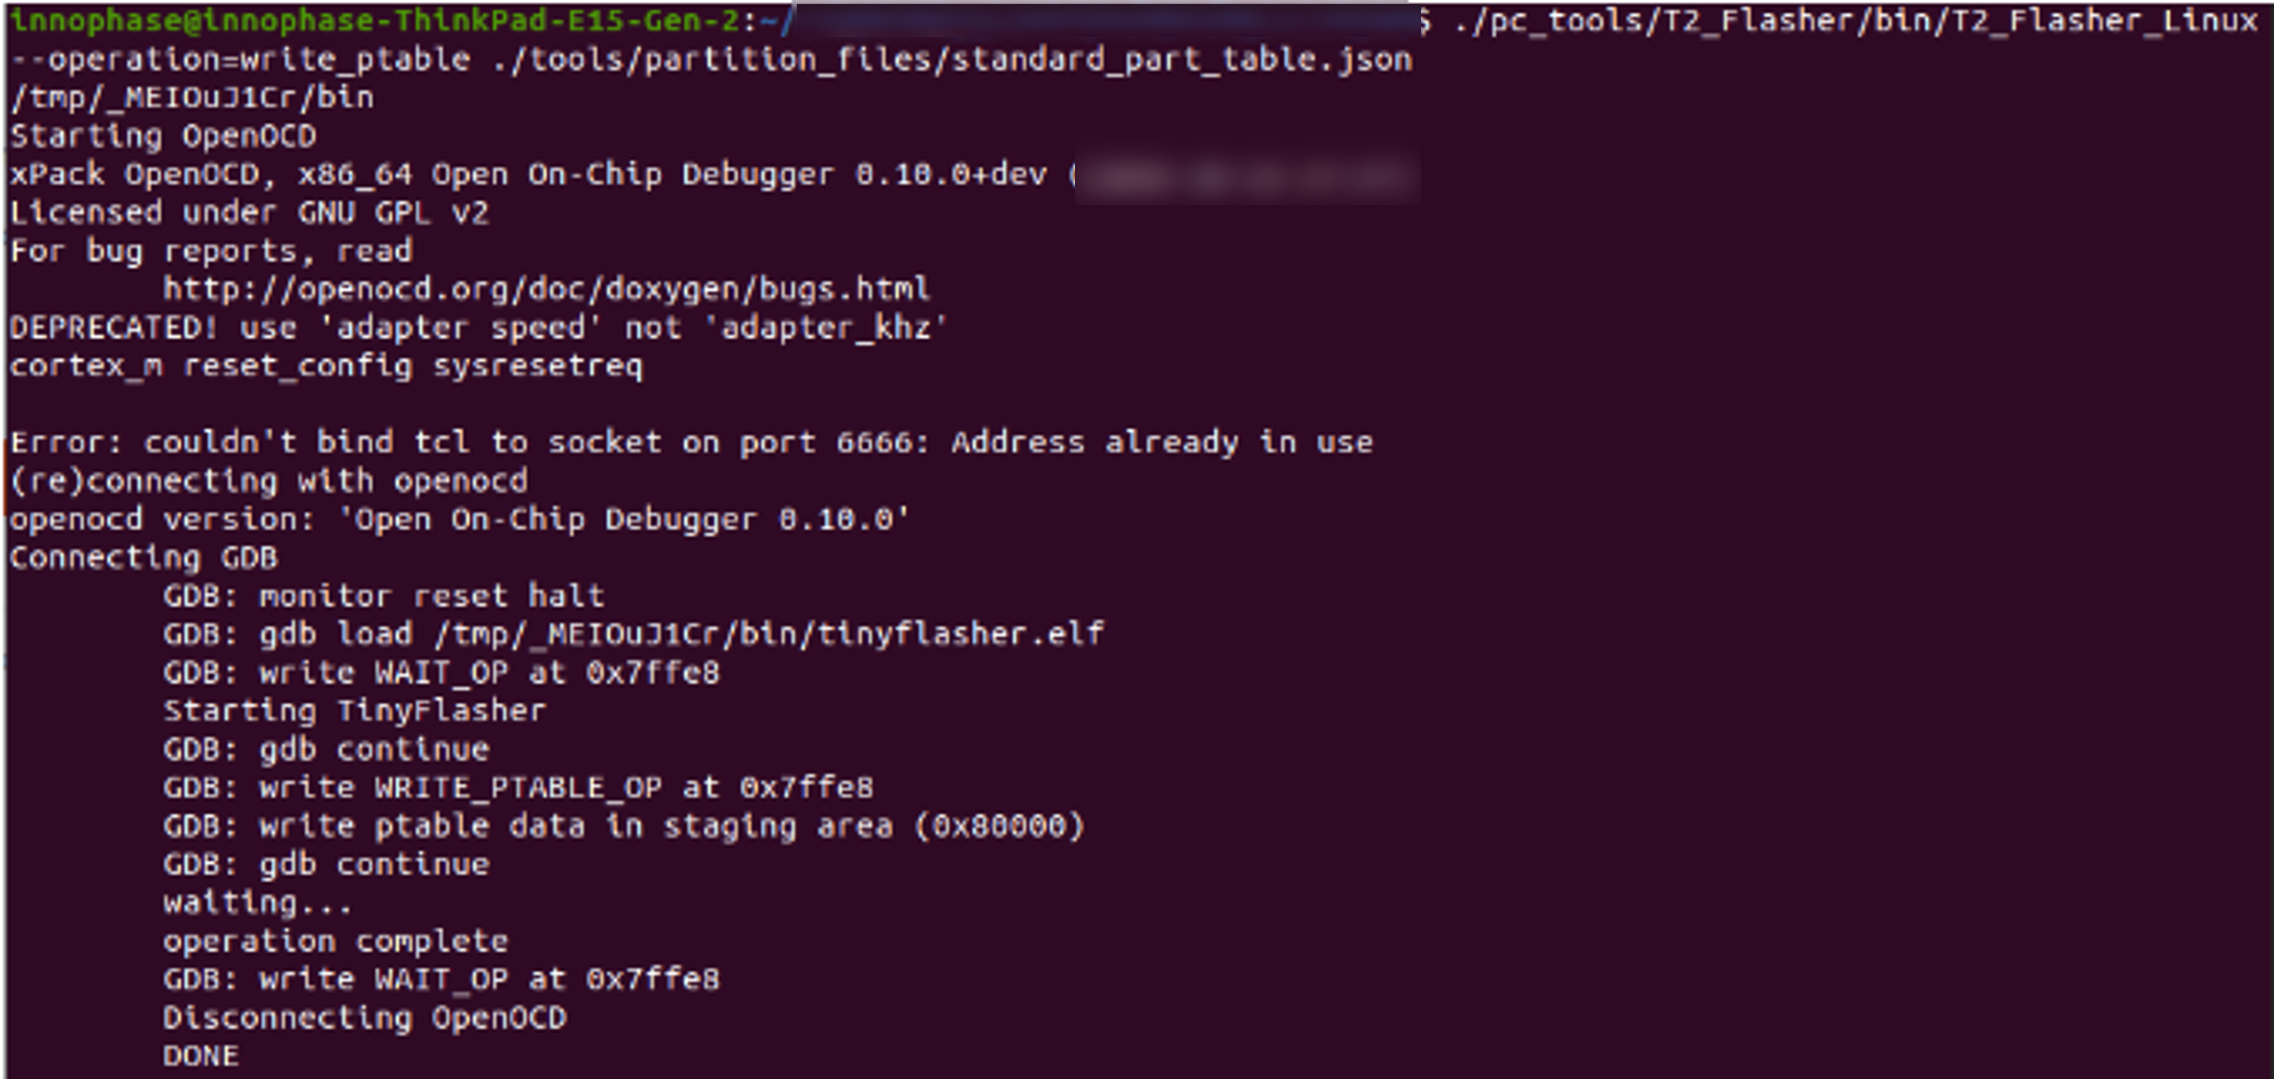 innophase@innophase-ThinkPad-E15-Gen-2:~/ $ ./pc_tools/T2_Flasher/bin/T2_Flasher_Linux
--operation=write_ptable ./tools/partition_files/standard_part_table.json
/tmp/_MEIOuJ1Cr/bin
Starting OpenOCD
xPack OpenOCD, x86_64 Open On-Chip Debugger 0.10.0+dev (
Licensed under GNU GPL v2
For bug reports, read
http://openocd.org/doc/doxygen/bugs.html
DEPRECATED! use 'adapter speed' not 'adapter_khz'
cortex_m reset_config sysresetreq
Error: couldn't bind tcl to socket on port 6666: Address already in use
(re)connecting with openocd
openocd version: 'Open On-Chip Debugger 0.10.0'
Connecting GDB
GDB: monitor reset halt
GDB: gdb load /tmp/_MEIOuJ1Cr/bin/tinyflasher.elf
GDB: write WAIT_OP at 0x7ffe8
Starting TinyFlasher
GDB: gdb continue
GDB: write WRITE_PTABLE_OP at 0x7ffe8
GDB: write ptable data in staging area (0x80000)
GDB: gdb continue
waiting...
operation complete
GDB: write WAIT_OP at 0x7ffe8
Disconnecting OpenOCD
DONE